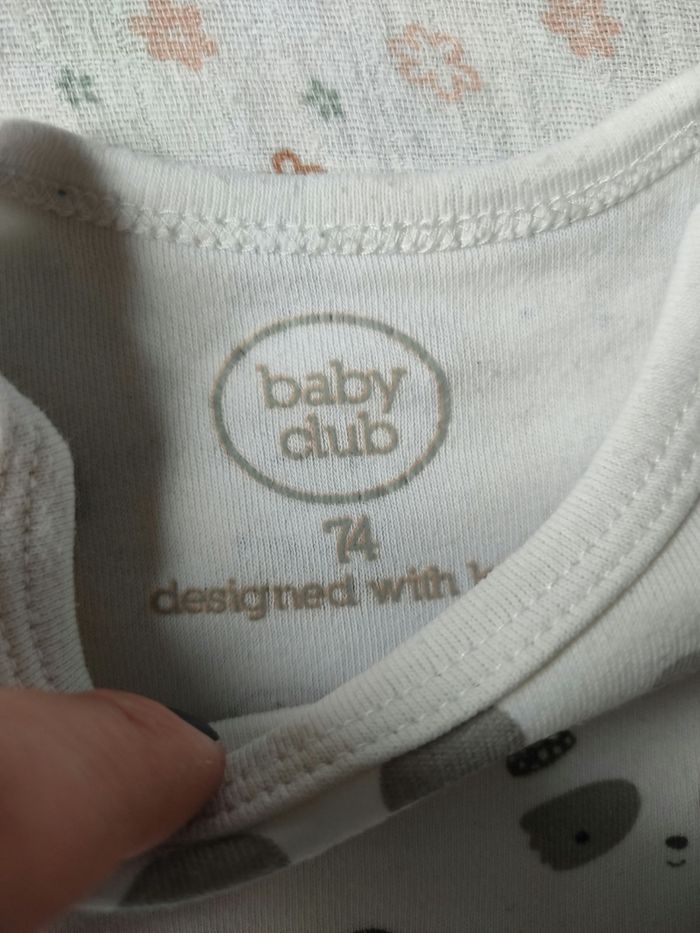 baby
club
74
designed with